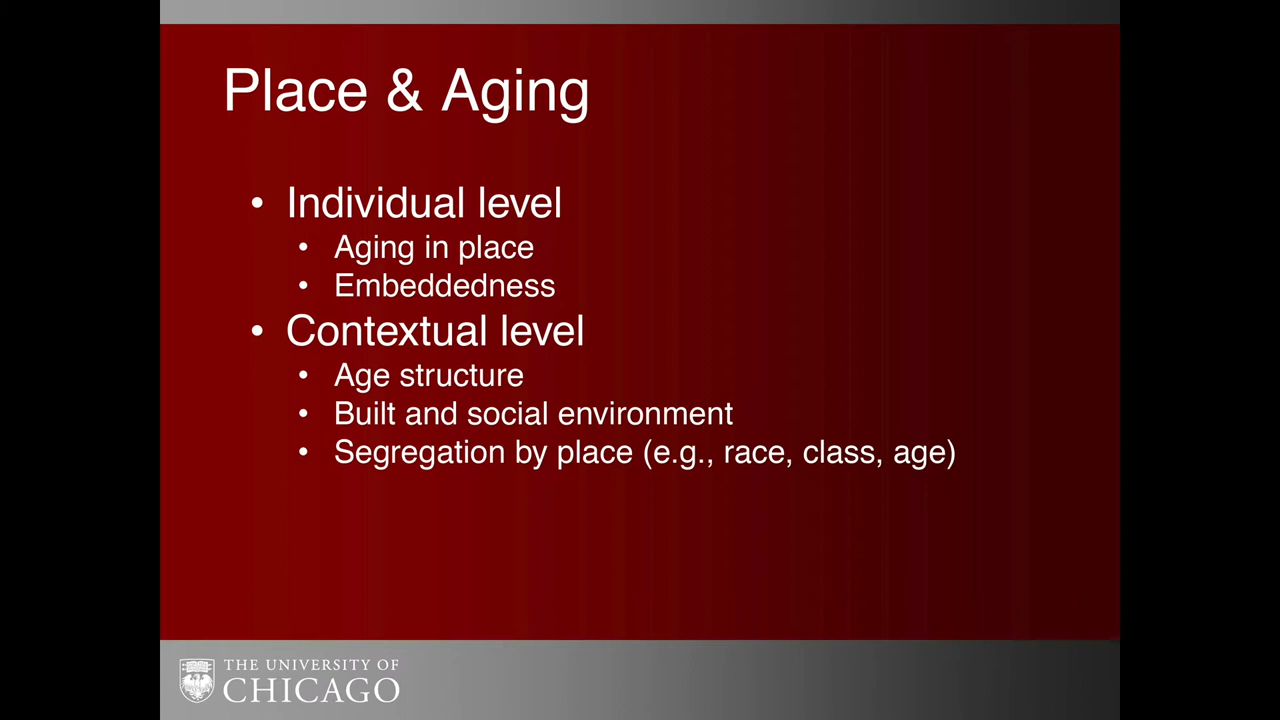 Place & Aging
• Individual level
• Aging in place
• Embeddedness
• Contextual level
• Age structure
• Built and social environment
• Segregation by place (e.g., race, class, age)
THE UNIVERSITY OF
CHICAGO